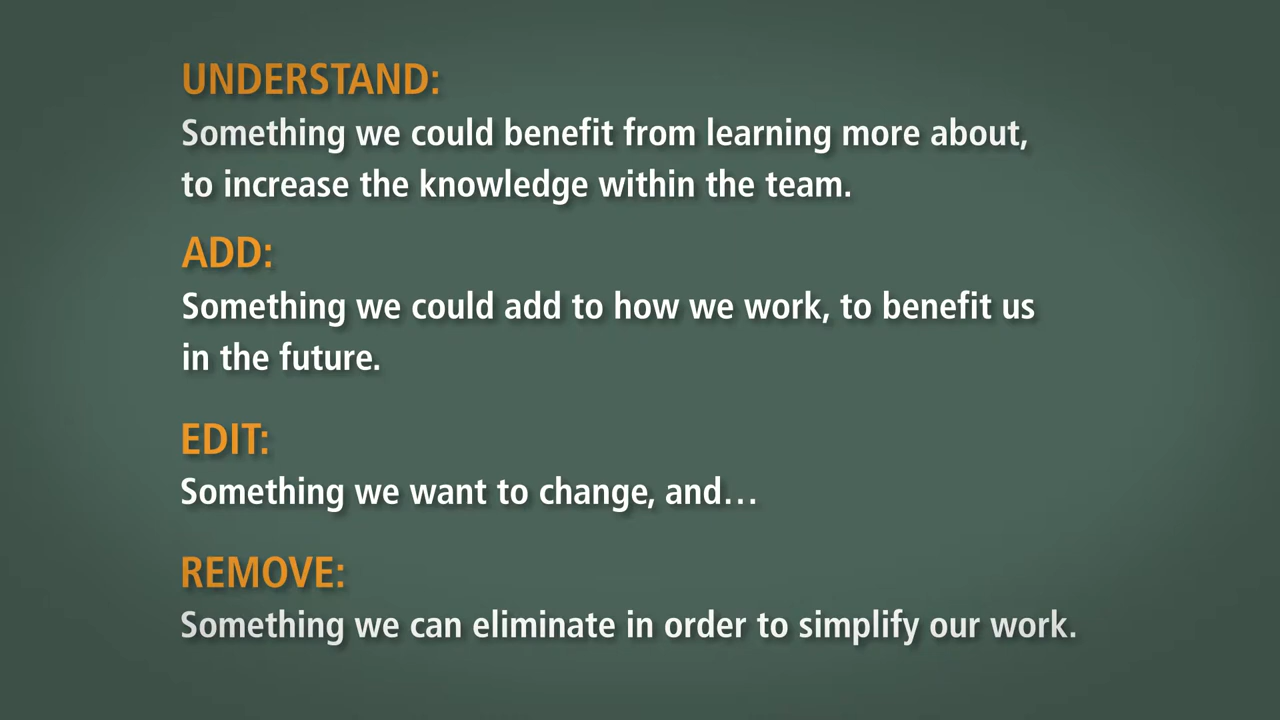 UNDERSTAND:
Something we could benefit from learning more about,
to increase the knowledge within the team.
ADD:
Something we could add to how we work, to benefit us
in the future.
EDIT:
Something we want to change, and…
REMOVE:
Something we can eliminate in order to simplify our work.